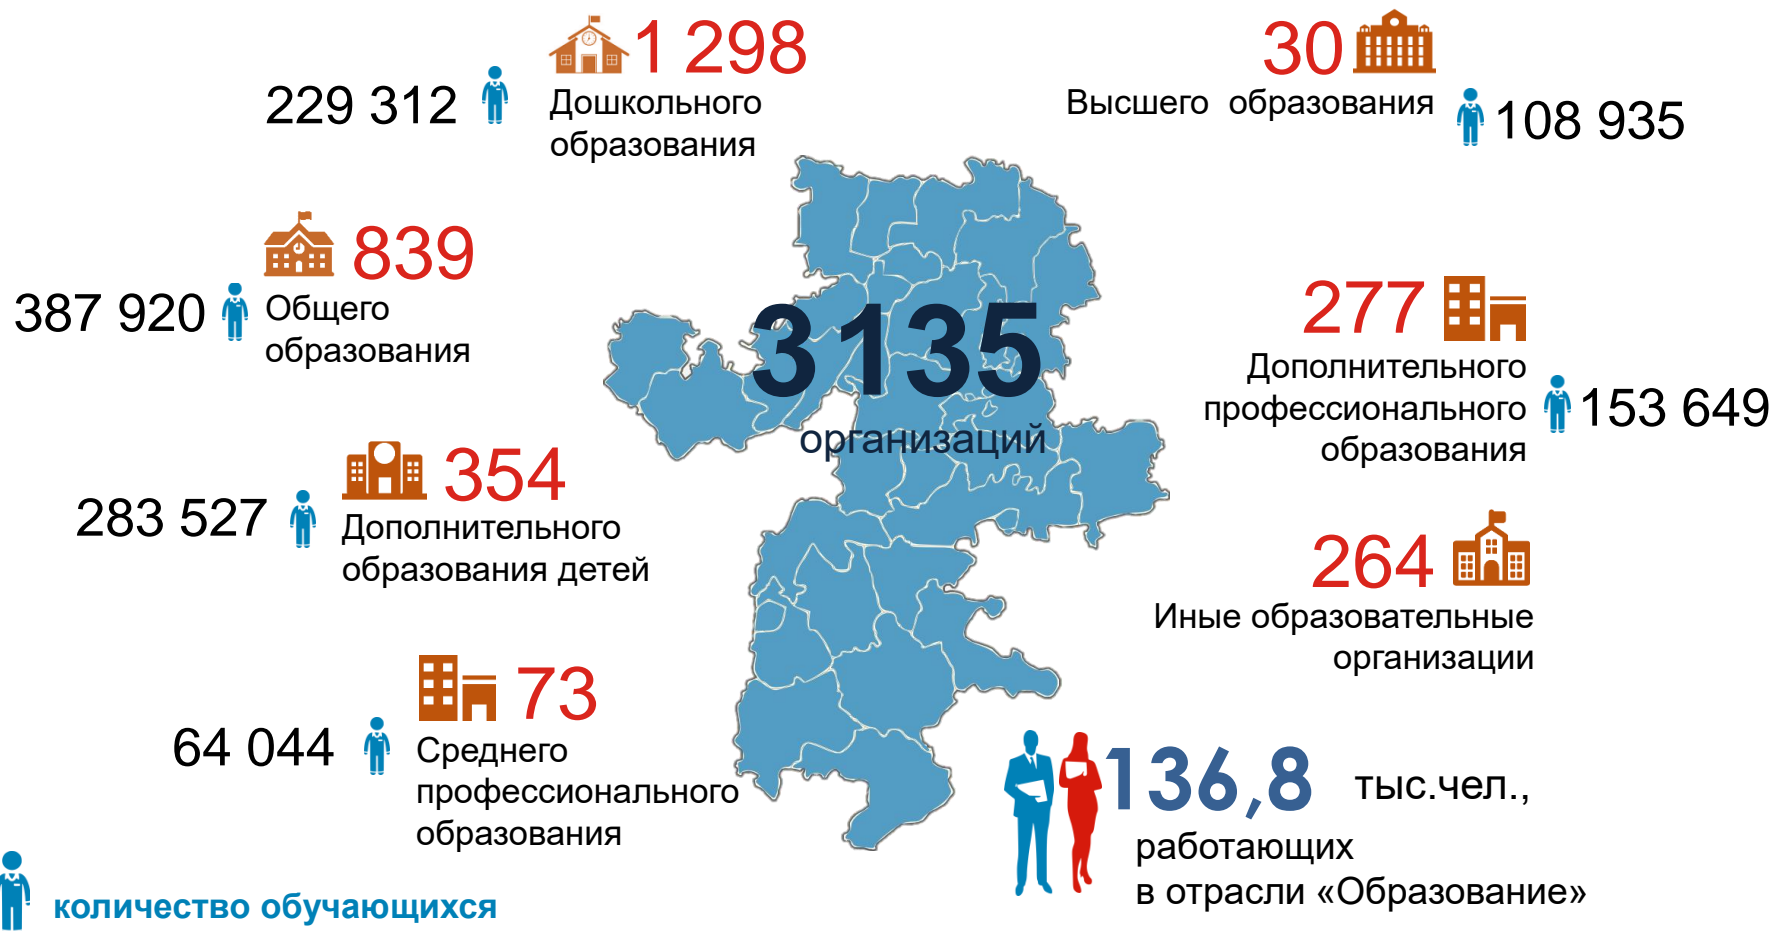 1 298
229 312
Дошкольного
образования
30
Высшего образования
108 935
839
387 920
Общего
образования
3135
организаций
277
Дополнительного
профессионального
образования
153 649
354
283 527
Дополнительного
образования детей
264
Иные образовательные
организации
73
64 044
Среднего
профессионального
образования
136,8 тыс.чел.,
работающих
в отрасли «Образование»
количество обучающихся